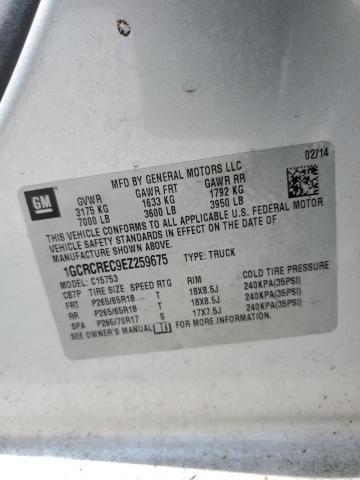 GM
MFD BY GENERAL MOTORS LLC
02/14
GVWR GAWR FRT GAWR RR
3175 KG 1633 KG 1792 KG
7000 LB 3600 LB 3950 LB
THIS VEHICLE CONFORMS TO ALL APPLICABLE U.S. FEDERAL MOTOR
VEHICLE SAFETY STANDARDS IN EFFECT ON THE DATE OF
MANUFACTURE SHOWN ABOVE.
1GCRCREC9EZ259675 TYPE: TRUCK
MODEL: C15753
CB7P TIRE SIZE SPEED RTG RIM COLD TIRE PRESSURE
FRT P265/65R18 T 18X8.5J 240KPA(35PSI)
RR P265/65R18 T 18X8.5J 240KPA(35PSI)
SPA P265/70R17 T 17X7.5J 240KPA(35PSI)
SEE OWNER'S MANUAL FOR MORE INFORMATION